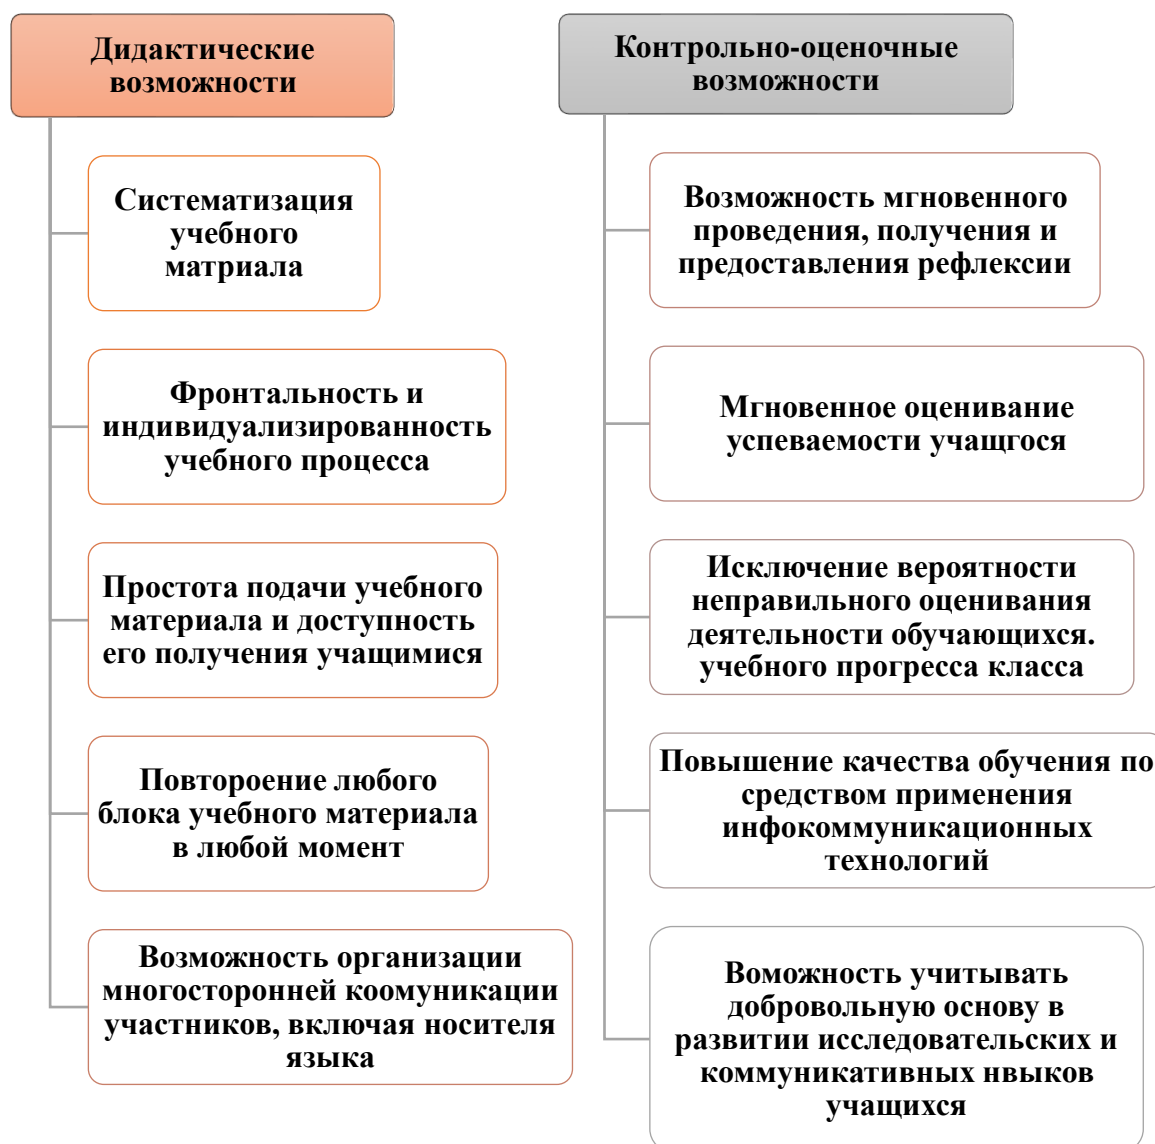 Дидактические
возможности
Систематизация
учебного
матриала
Фронтальность и
индивидуализированность
учебного процесса
Простота подачи учебного
материала и доступность
его получения учащимися
Повтороение любого
блока учебного материала
в любой момент
Возможность организации
многосторонней коомуникации
участников, включая носителя
языка
Контрольно-оценочные
возможности
Возможность мгновенного
проведения, получения и
предоставления рефлексии
Мгновенное оценивание
успеваемости учащгося
Исключение вероятности
неправильного оценивания
деятельности обучающихся.
учебного прогресса класса
Повышение качества обучения по
средством применения
инфокоммуникационных
технологий
Воможность учитывать
добровольную основу в
развитии исследовательских и
коммуникативных нвыков
учащихся